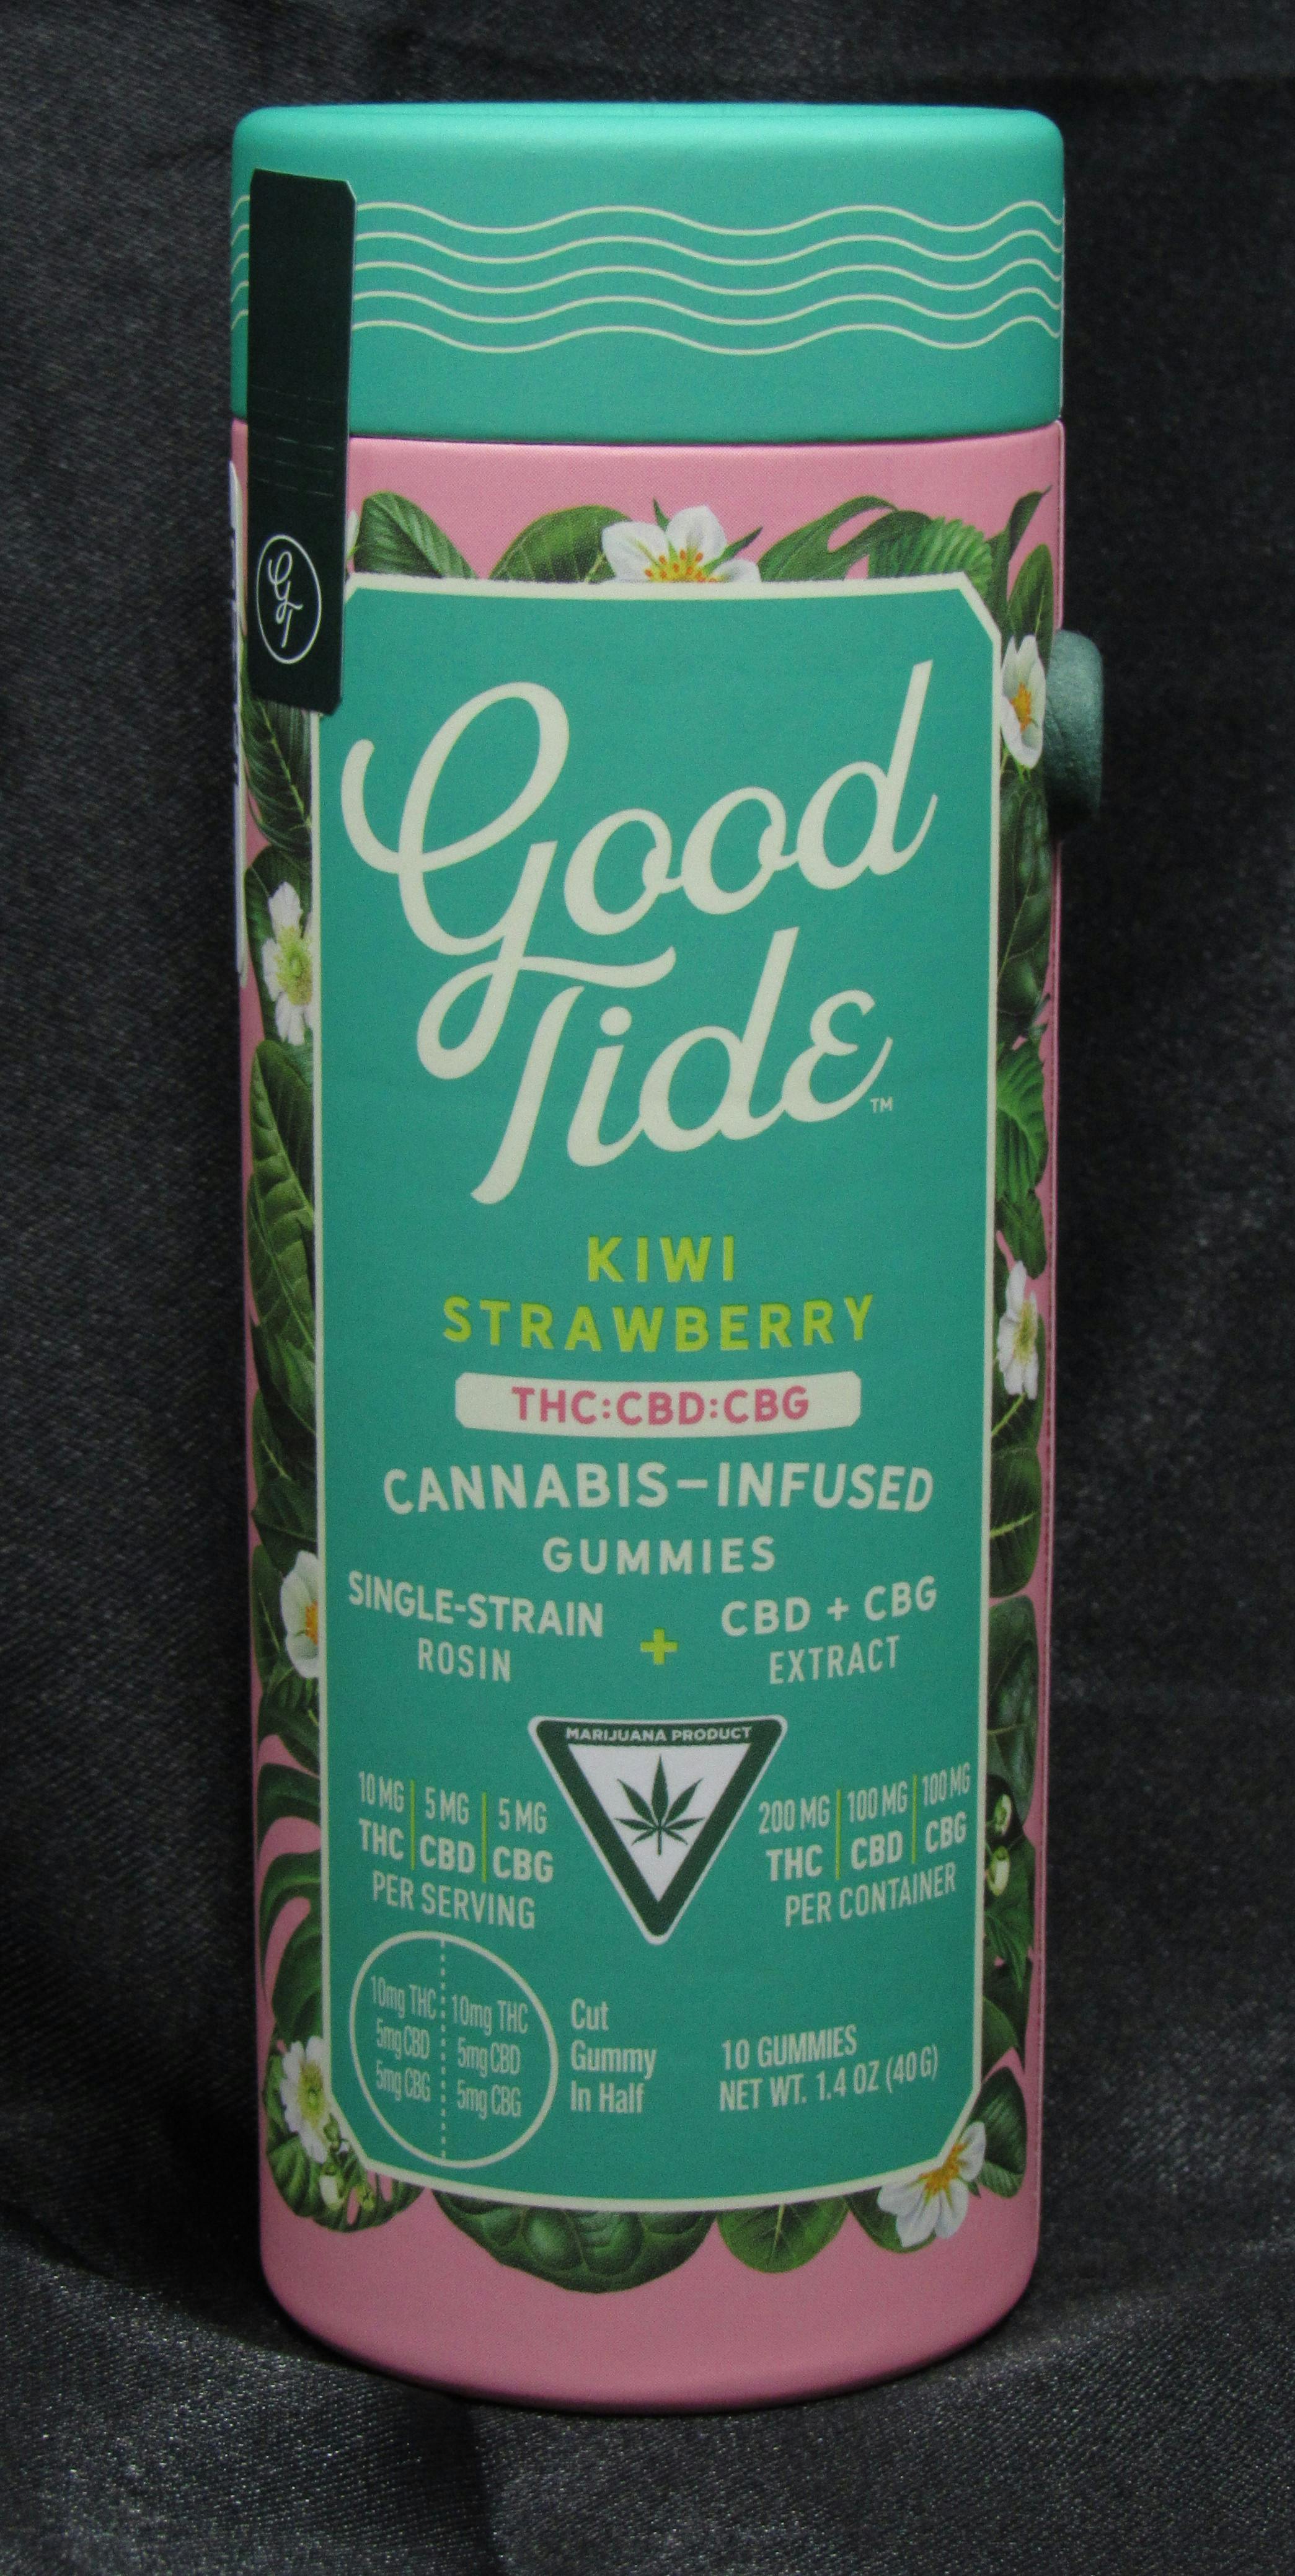 GT
Good
Tide
TM
KIWI
STRAWBERRY
THC:CBD:CBG
CANNABIS-INFUSED
GUMMIES
SINGLE-STRAIN
ROSIN
+
CBD + CBG
EXTRACT
MARIJUANA PRODUCT
10 MG | 5 MG | 5 MG
THC | CBD | CBG
PER SERVING
200 MG | 100 MG | 100 MG
THC | CBD | CBG
PER CONTAINER
10mg THC
5mg CBD
5mg CBG
10mg THC
5mg CBD
5mg CBG
Cut
Gummy
In Half
10 GUMMIES
NET WT. 1.4 OZ (40 G)